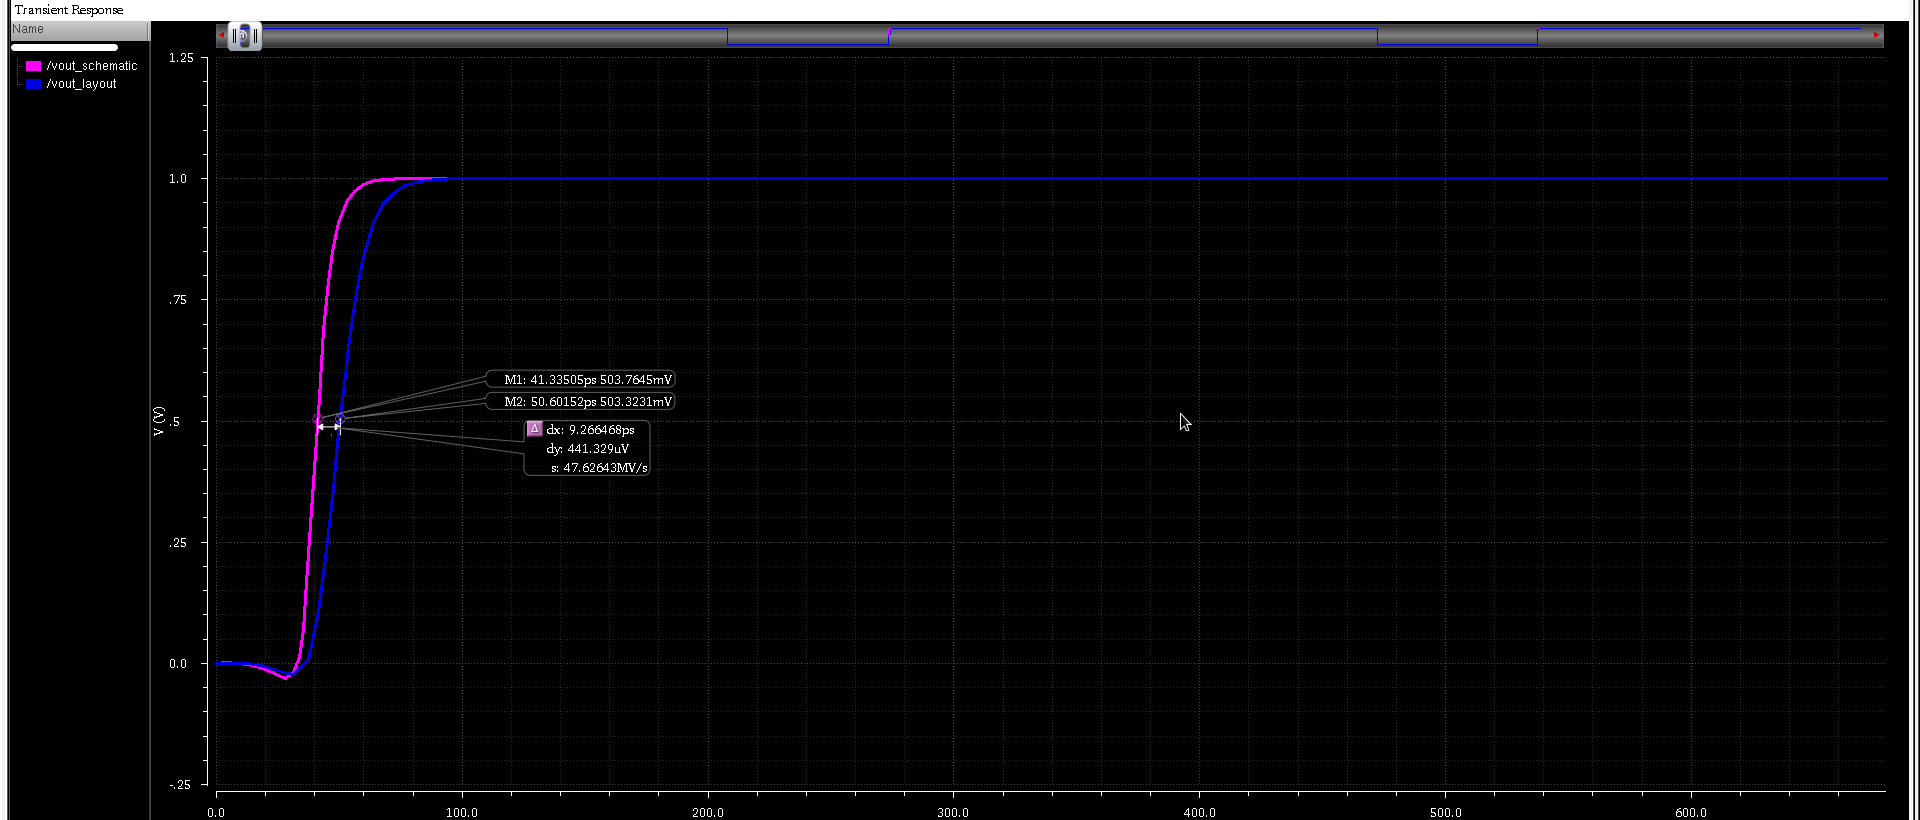 Transient Response
Name
/vout_schematic
/vout_layout
1.25
1.0
.75
M1: 41.33505ps 503.7645mV
M2: 50.60152ps 503.3231mV
V (V)
.5
Δ dx: 9.266468ps
dy: 441.329uV
s: 47.62643MV/s
.25
0.0
-.25
0.0 100.0 200.0 300.0 400.0 500.0 600.0